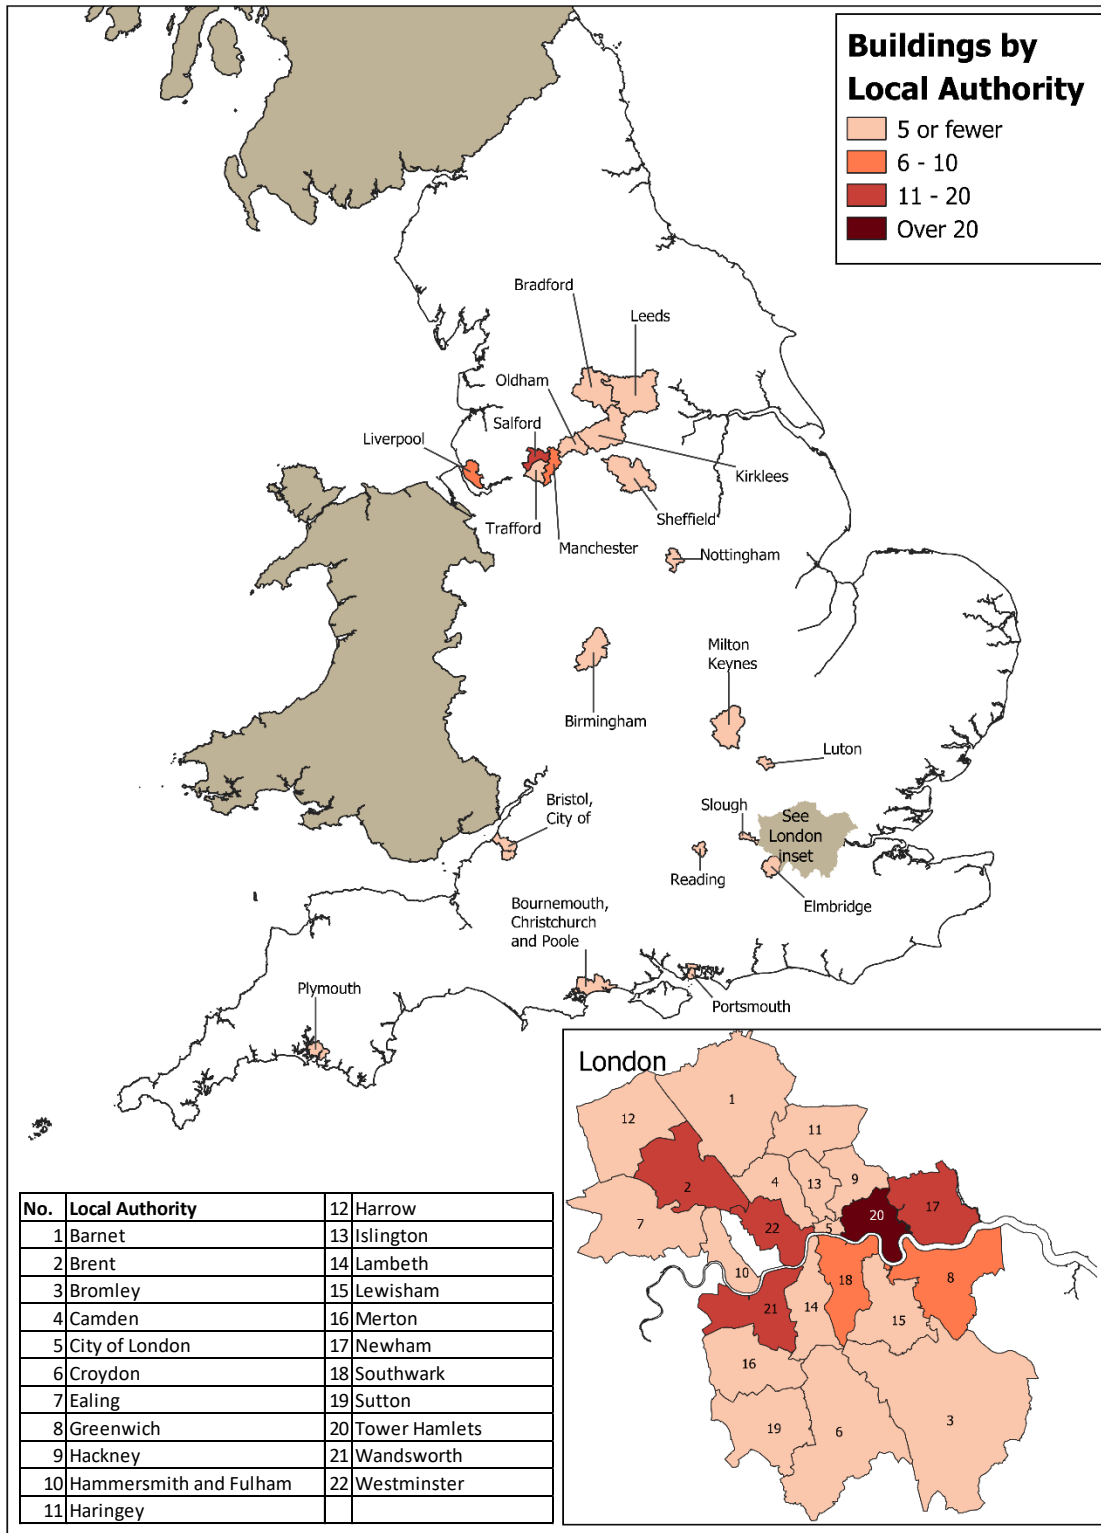 Buildings by
Local Authority
5 or fewer
6 - 10
11 - 20
Over 20
Bradford
Leeds
Oldham
Salford
Liverpool
Kirklees
Sheffield
Trafford
Manchester
Nottingham
Milton
Keynes
Birmingham
Luton
Bristol,
City of
Slough
See
London
inset
Reading
Elmbridge
Bournemouth,
Christchurch
and Poole
Plymouth
Portsmouth
London
1
12
11
2
4
13
9
17
7
22
5
20
10
18
8
21
14
15
16
19
6
3
No. Local Authority 12 Harrow
1 Barnet 13 Islington
2 Brent 14 Lambeth
3 Bromley 15 Lewisham
4 Camden 16 Merton
5 City of London 17 Newham
6 Croydon 18 Southwark
7 Ealing 19 Sutton
8 Greenwich 20 Tower Hamlets
9 Hackney 21 Wandsworth
10 Hammersmith and Fulham 22 Westminster
11 Haringey